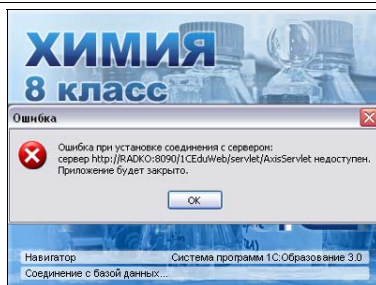 ХИМИЯ
8 класс
Ошибка
Ошибка при установке соединения с сервером:
сервер http://RADKO:8090/1CEduWeb/servlet/AxisServlet недоступен.
Приложение будет закрыто.
OK
Навигатор Система программ 1С:Образование 3.0
Соединение с базой данных...